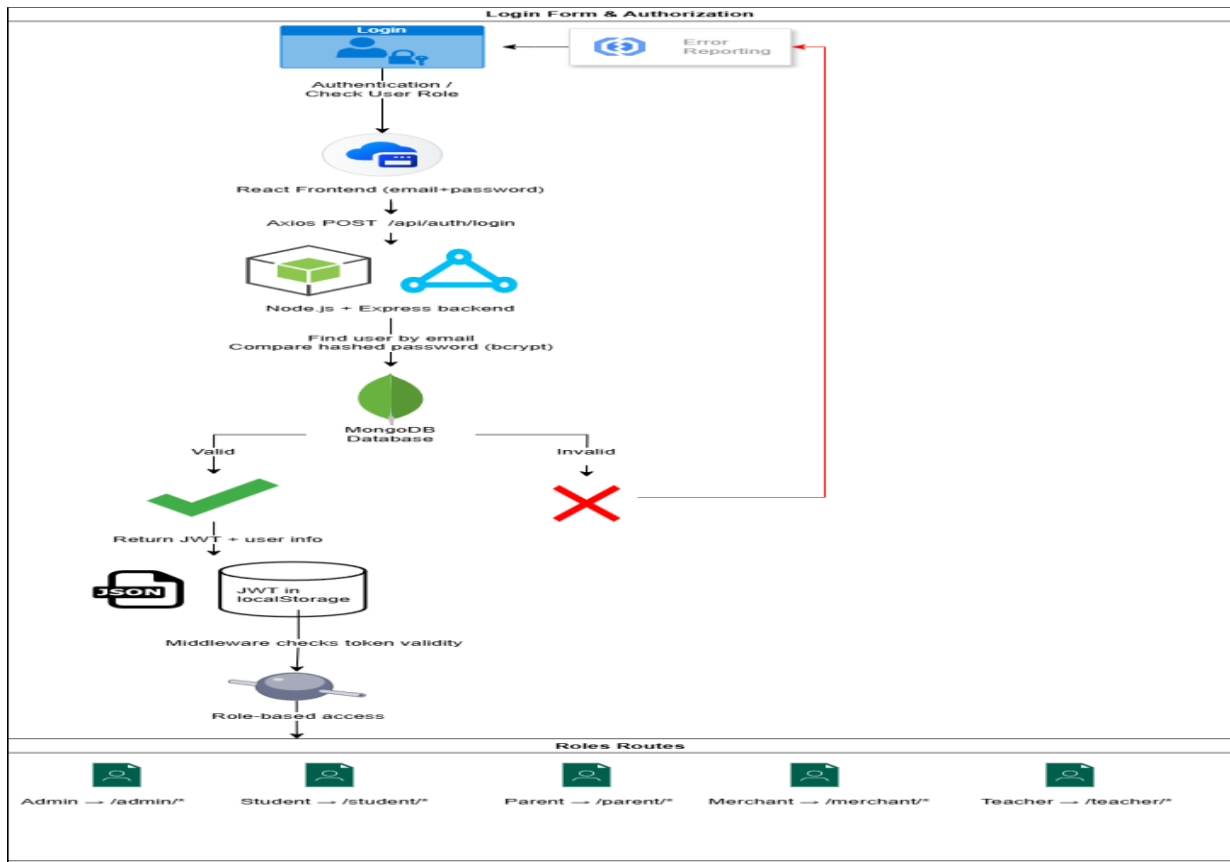 Login Form & Authorization
Login
Error
Reporting
Authentication /
Check User Role
React Frontend (email+password)
Axios POST /api/auth/login
Node.js + Express backend
Find user by email
Compare hashed password (bcrypt)
MongoDB
Database
Valid
Invalid
Return JWT + user info
JSON
JWT in
localStorage
Middleware checks token validity
Role-based access
Roles Routes
Admin → /admin/*
Student → /student/*
Parent → /parent/*
Merchant → /merchant/*
Teacher → /teacher/*